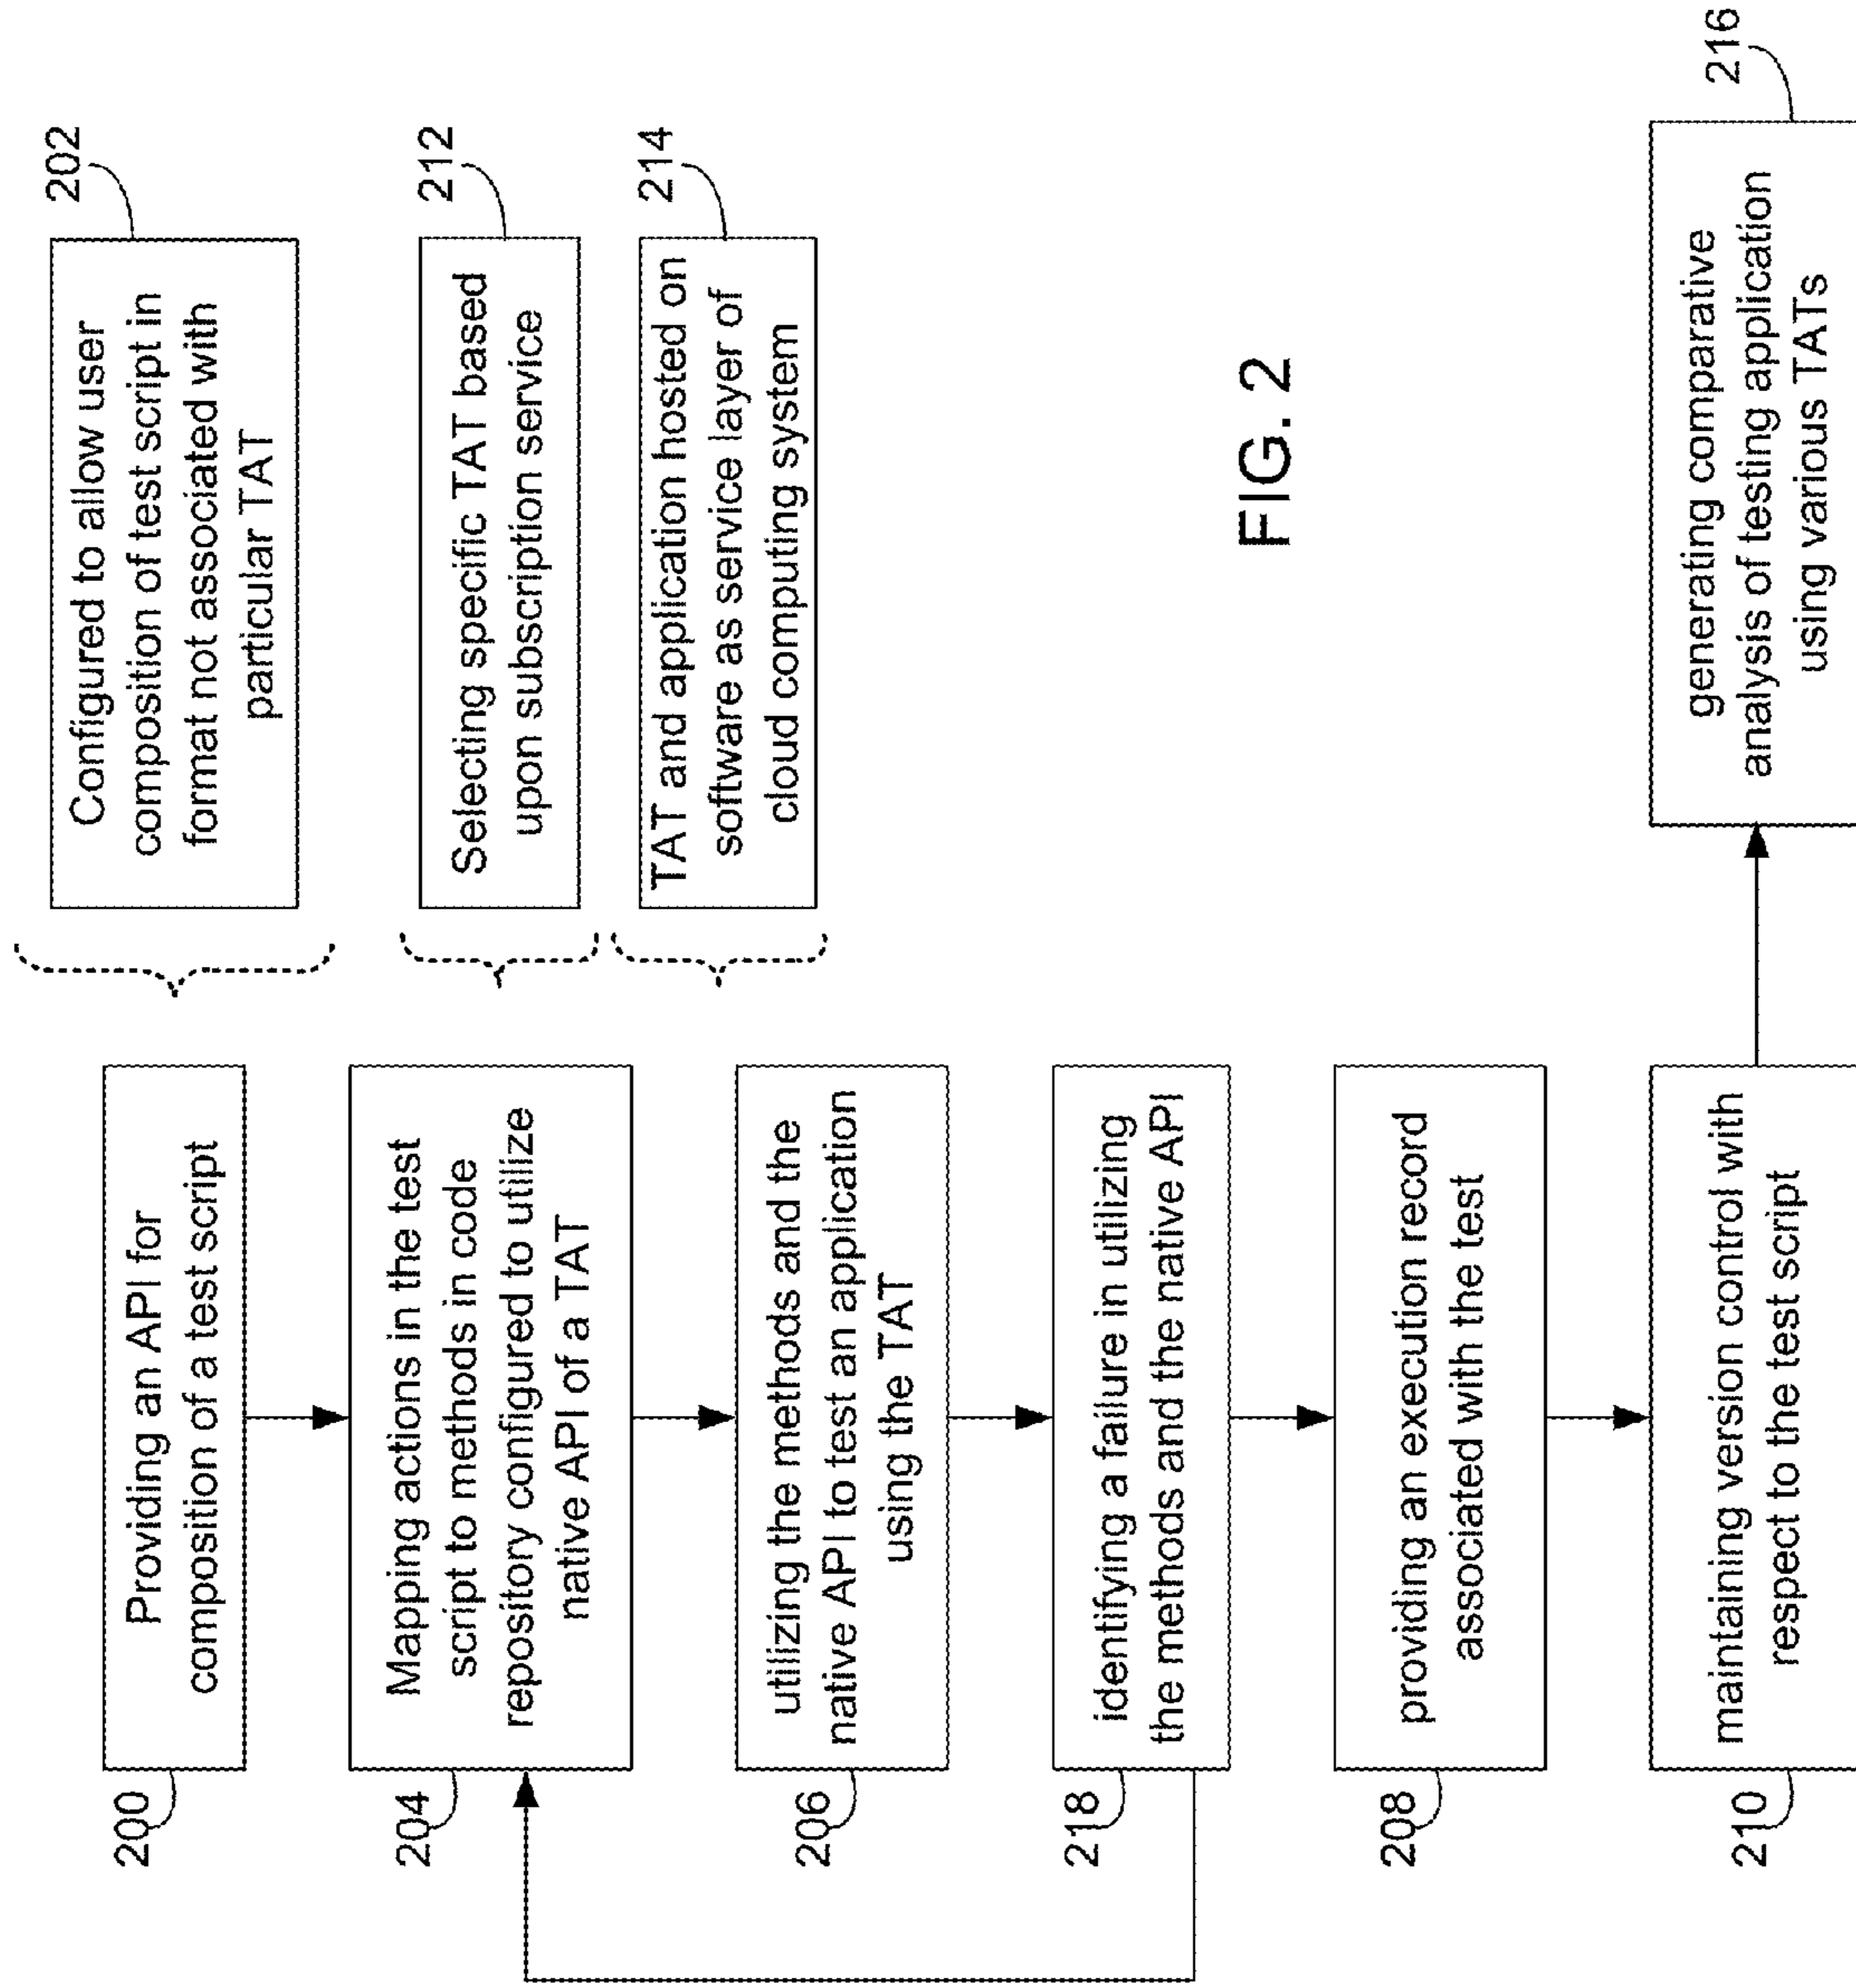 200
Providing an API for
composition of a test script
202
Configured to allow user
composition of test script in
format not associated with
particular TAT
204
Mapping actions in the test
script to methods in code
repository configured to utilize
native API of a TAT
212
Selecting specific TAT based
upon subscription service
214
TAT and application hosted on
software as service layer of
cloud computing system
206
utilizing the methods and the
native API to test an application
using the TAT
218
identifying a failure in utilizing
the methods and the native API
208
providing an execution record
associated with the test
210
maintaining version control with
respect to the test script
216
generating comparative
analysis of testing application
using various TATs
FIG. 2